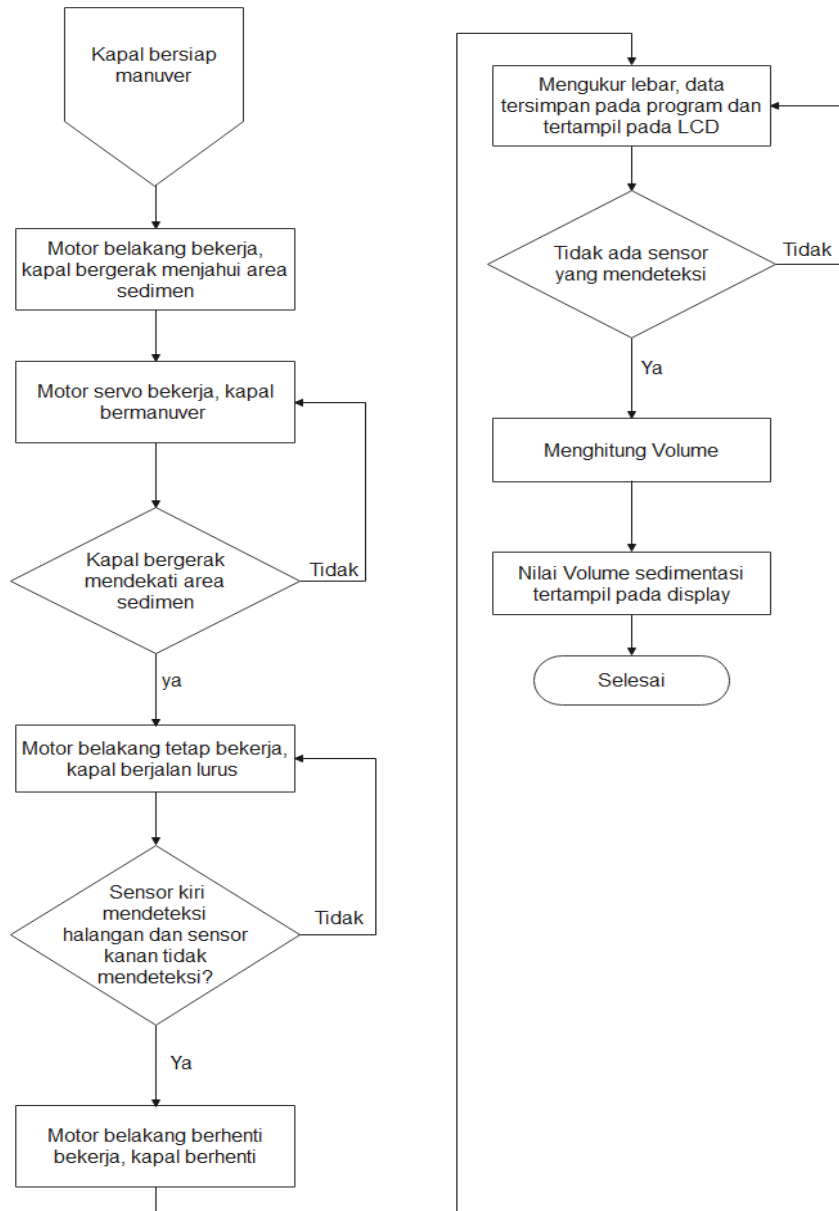 Kapal bersiap
manuver
Motor belakang bekerja,
kapal bergerak menjahui area
sedimen
Motor servo bekerja, kapal
bermanuver
Kapal bergerak
mendekati area
sedimen
Tidak
ya
Motor belakang tetap bekerja,
kapal berjalan lurus
Sensor kiri
mendeteksi
halangan dan sensor
kanan tidak
mendeteksi?
Tidak
Ya
Motor belakang berhenti
bekerja, kapal berhenti
Mengukur lebar, data
tersimpan pada program dan
tertampil pada LCD
Tidak ada sensor
yang mendeteksi
Tidak
Ya
Menghitung Volume
Nilai Volume sedimentasi
tertampil pada display
Selesai